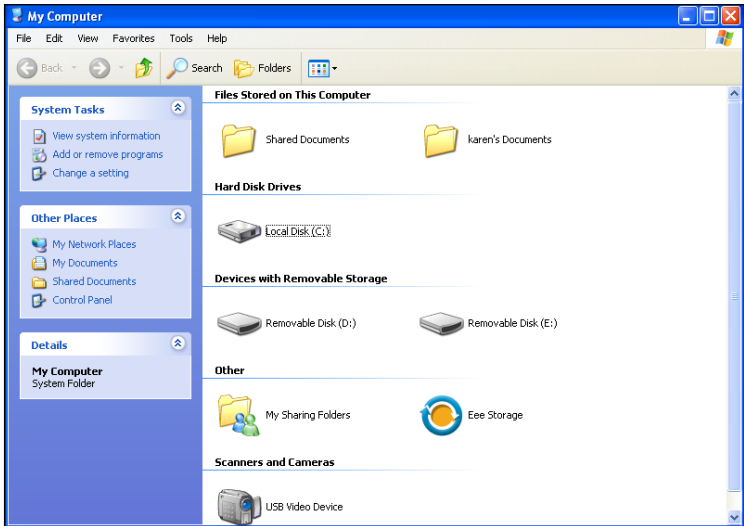 My Computer
File Edit View Favorites Tools Help
Back Search Folders
System Tasks
View system information
Add or remove programs
Change a setting
Other Places
My Network Places
My Documents
Shared Documents
Control Panel
Details
My Computer
System Folder
Files Stored on This Computer
Shared Documents karen's Documents
Hard Disk Drives
Local Disk (C:)
Devices with Removable Storage
Removable Disk (D:) Removable Disk (E:)
Other
My Sharing Folders Eee Storage
Scanners and Cameras
USB Video Device